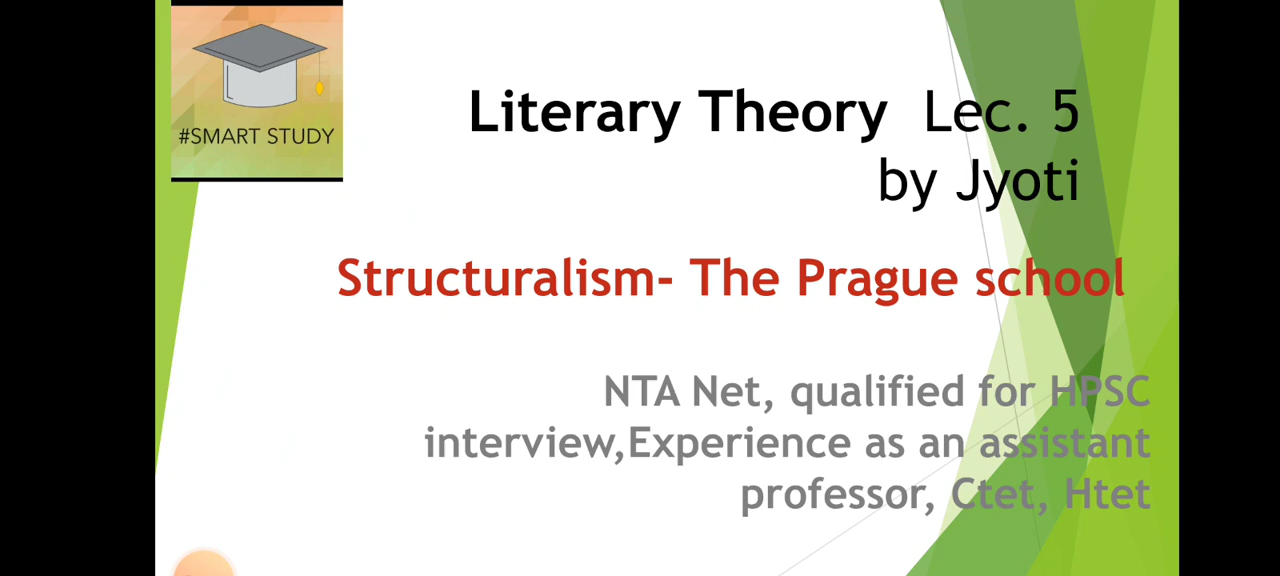 #SMART STUDY
Literary Theory Lec. 5
by Jyoti
Structuralism- The Prague school
NTA Net, qualified for HPSC
interview,Experience as an assistant
professor, Ctet, Htet